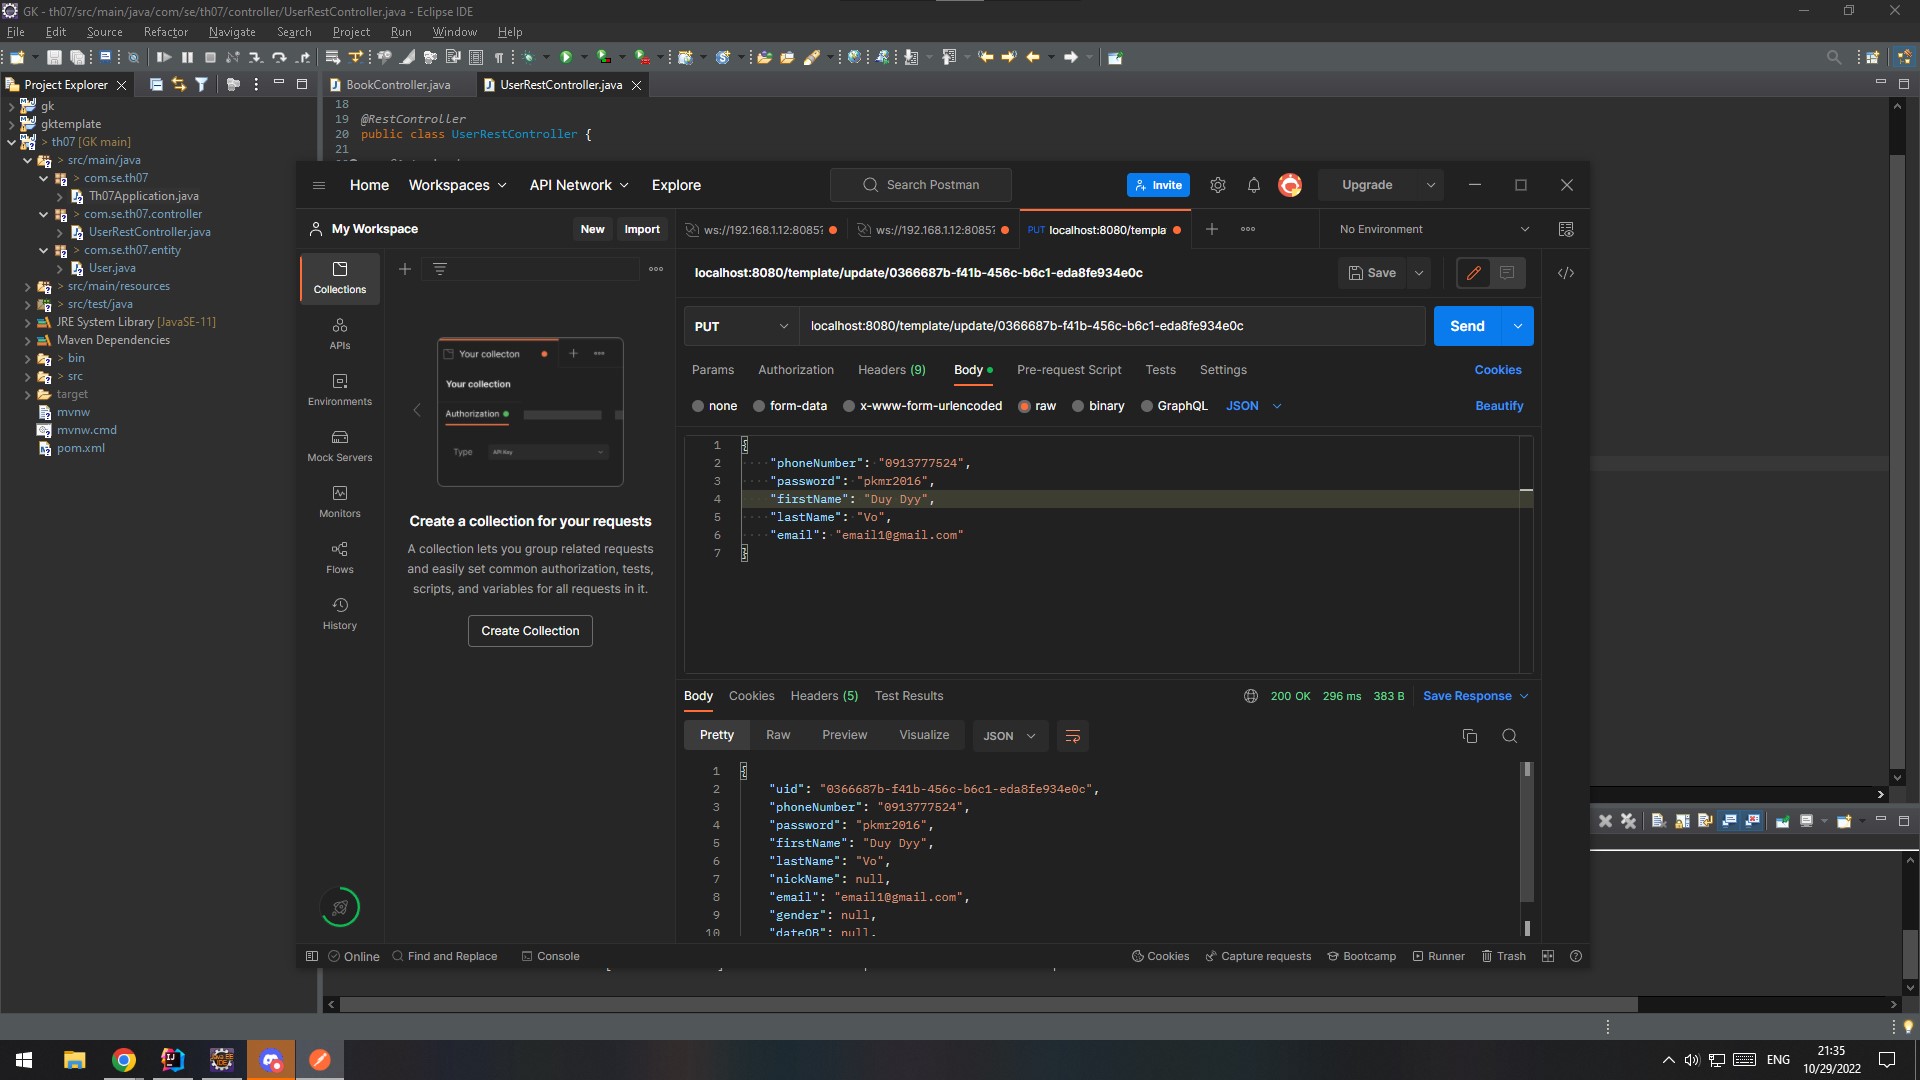 GK - th07/src/main/java/com/se/th07/controller/UserRestController.java - Eclipse IDE
File Edit Source Refactor Navigate Search Project Run Window Help
Project Explorer
BookController.java
UserRestController.java
gk
gktemplate
> th07 [GK main]
> src/main/java
> com.se.th07
Th07Application.java
> com.se.th07.controller
UserRestController.java
> com.se.th07.entity
User.java
> src/main/resources
> src/test/java
JRE System Library [JavaSE-11]
Maven Dependencies
> bin
> src
target
mvnw
mvnw.cmd
pom.xml
18
19 @RestController
20 public class UserRestController {
21
Home Workspaces API Network Explore
Search Postman
Invite
Upgrade
My Workspace
New Import
ws://192.168.1.12:8085?
ws://192.168.1.12:8085?
PUT localhost:8080/templa
No Environment
Collections
APIs
Environments
Mock Servers
Monitors
Flows
History
Your collecton
Your collection
Authorization
Type API Key
Create a collection for your requests
A collection lets you group related requests
and easily set common authorization, tests,
scripts, and variables for all requests in it.
Create Collection
localhost:8080/template/update/0366687b-f41b-456c-b6c1-eda8fe934e0c
Save
PUT localhost:8080/template/update/0366687b-f41b-456c-b6c1-eda8fe934e0c
Send
Params Authorization Headers (9) Body Pre-request Script Tests Settings Cookies
none form-data x-www-form-urlencoded raw binary GraphQL JSON Beautify
1 {
2 "phoneNumber": "0913777524",
3 "password": "pkmr2016",
4 "firstName": "Duy Dyy",
5 "lastName": "Vo",
6 "email": "email1@gmail.com"
7 }
Body Cookies Headers (5) Test Results 200 OK 296 ms 383 B Save Response
Pretty Raw Preview Visualize JSON
1 {
2 "uid": "0366687b-f41b-456c-b6c1-eda8fe934e0c",
3 "phoneNumber": "0913777524",
4 "password": "pkmr2016",
5 "firstName": "Duy Dyy",
6 "lastName": "Vo",
7 "nickName": null,
8 "email": "email1@gmail.com",
9 "gender": null,
10 "dateOB": null,
Online Find and Replace Console Cookies Capture requests Bootcamp Runner Trash
ENG
21:35
10/29/2022